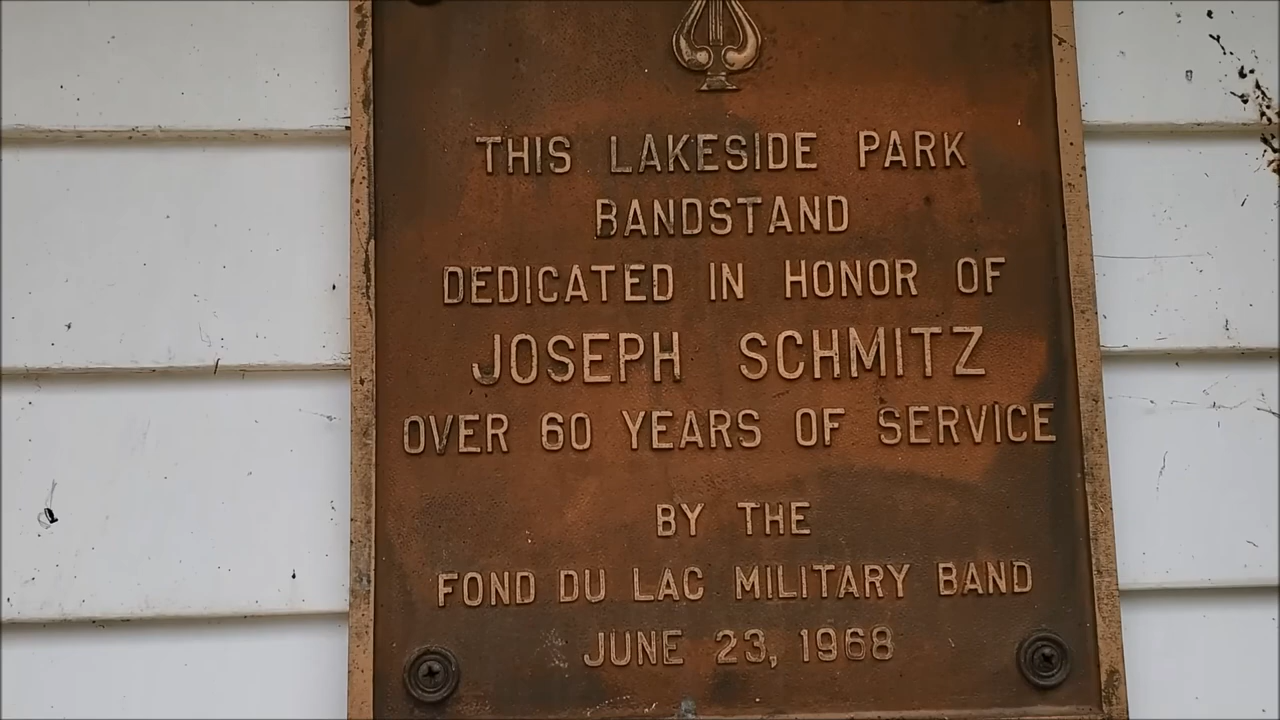 THIS LAKESIDE PARK
BANDSTAND
DEDICATED IN HONOR OF
JOSEPH SCHMITZ
OVER 60 YEARS OF SERVICE
BY THE
FOND DU LAC MILITARY BAND
JUNE 23, 1968